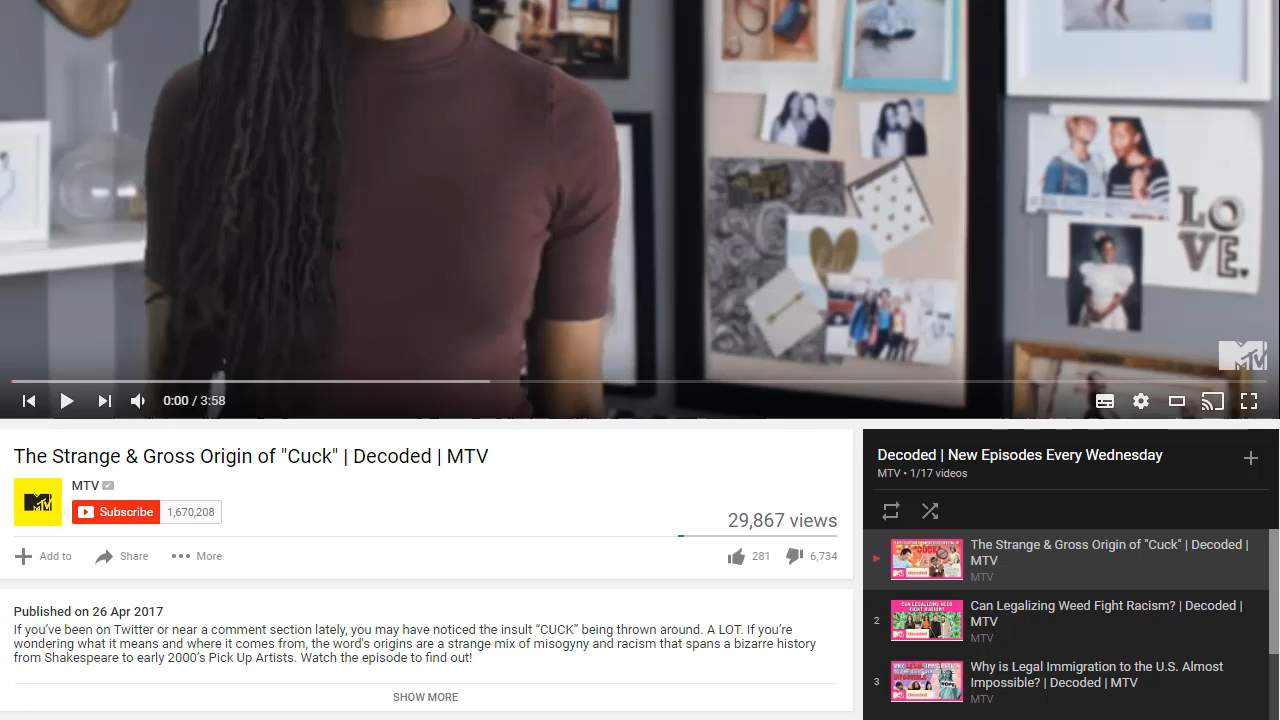 LO
VE.
MTV
0:00 / 3:58
The Strange & Gross Origin of "Cuck" | Decoded | MTV
MTV
Subscribe 1,670,208
29,867 views
Add to Share More
281 6,734
Published on 26 Apr 2017
If you've been on Twitter or near a comment section lately, you may have noticed the insult “CUCK” being thrown around. A LOT. If you're
wondering what it means and where it comes from, the word's origins are a strange mix of misogyny and racism that spans a bizarre history
from Shakespeare to early 2000's Pick Up Artists. Watch the episode to find out!
SHOW MORE
Decoded | New Episodes Every Wednesday
MTV • 1/17 videos
The Strange & Gross Origin of "Cuck" | Decoded |
MTV
MTV
2
Can Legalizing Weed Fight Racism? | Decoded |
MTV
MTV
3
Why is Legal Immigration to the U.S. Almost
Impossible? | Decoded | MTV
MTV